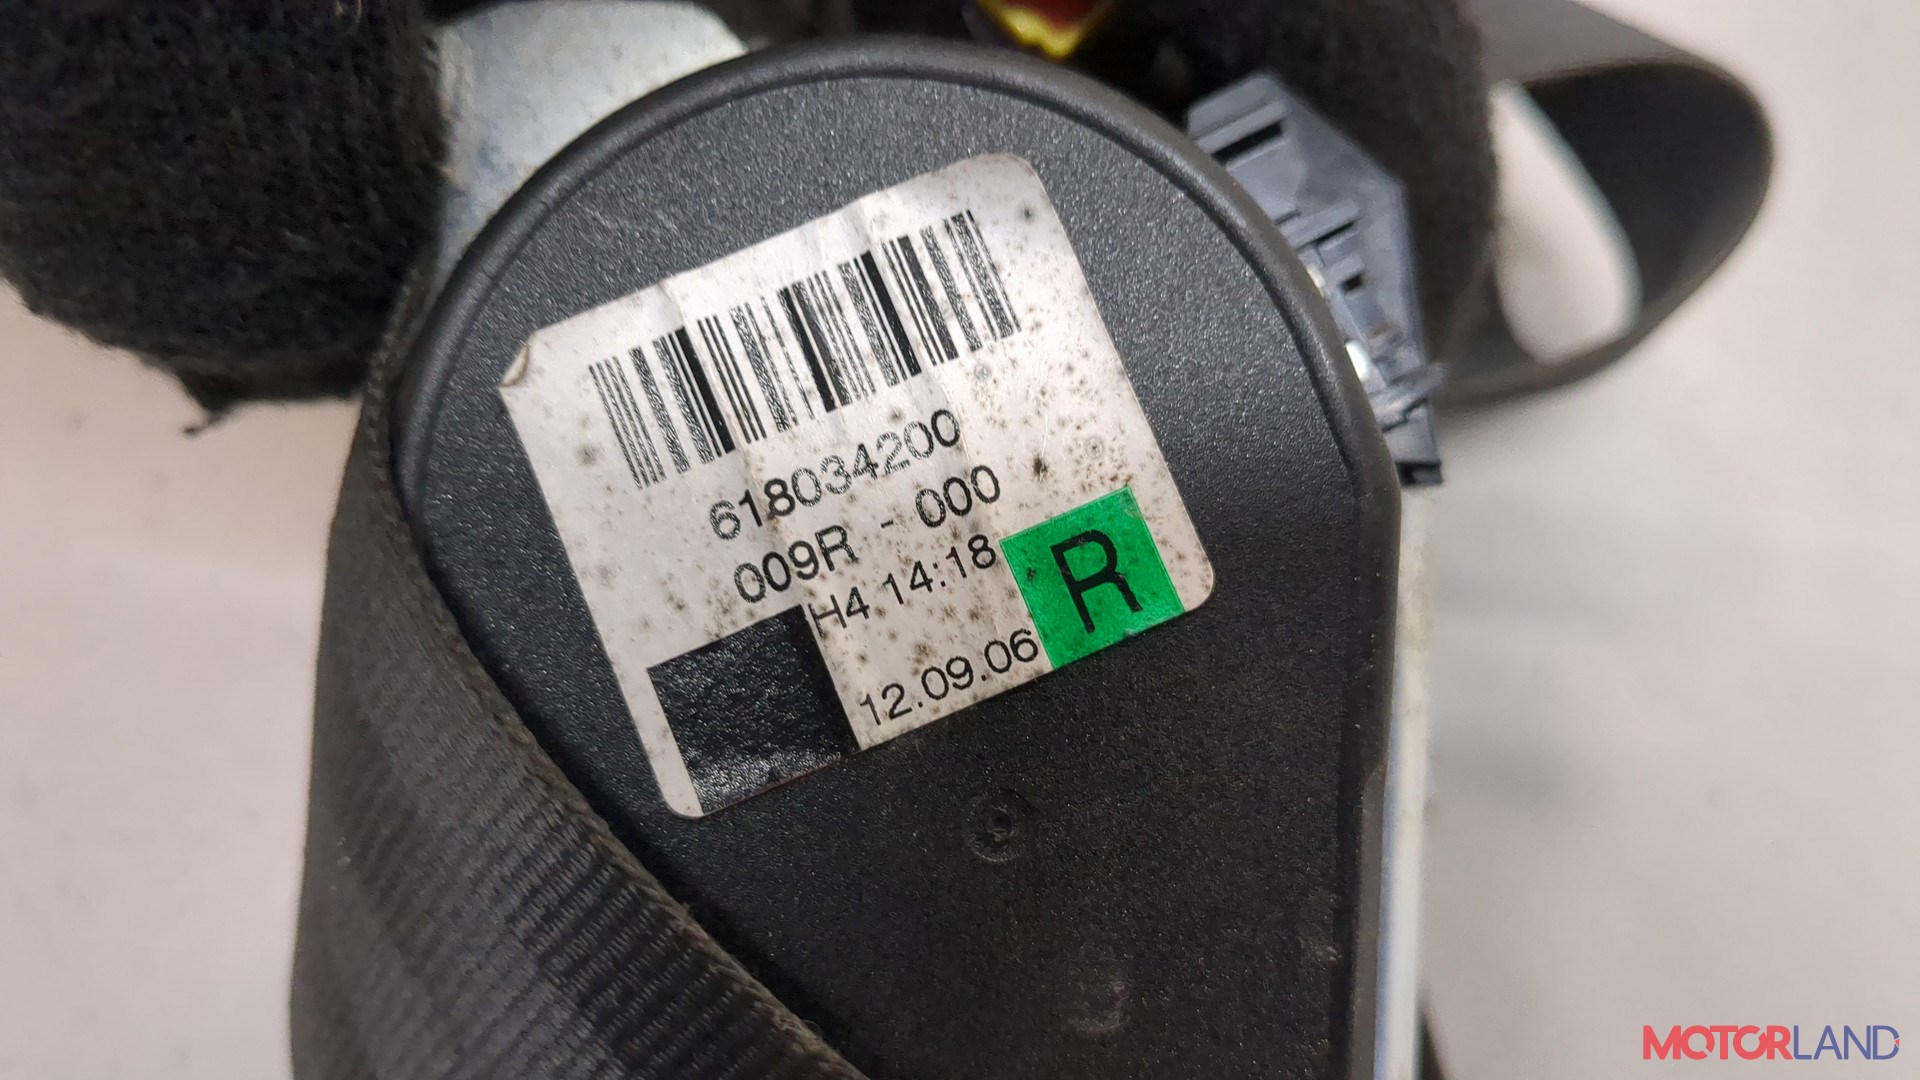 618034200
009R - 000
H4 14:18
R
12.09.06
MOTORLAND